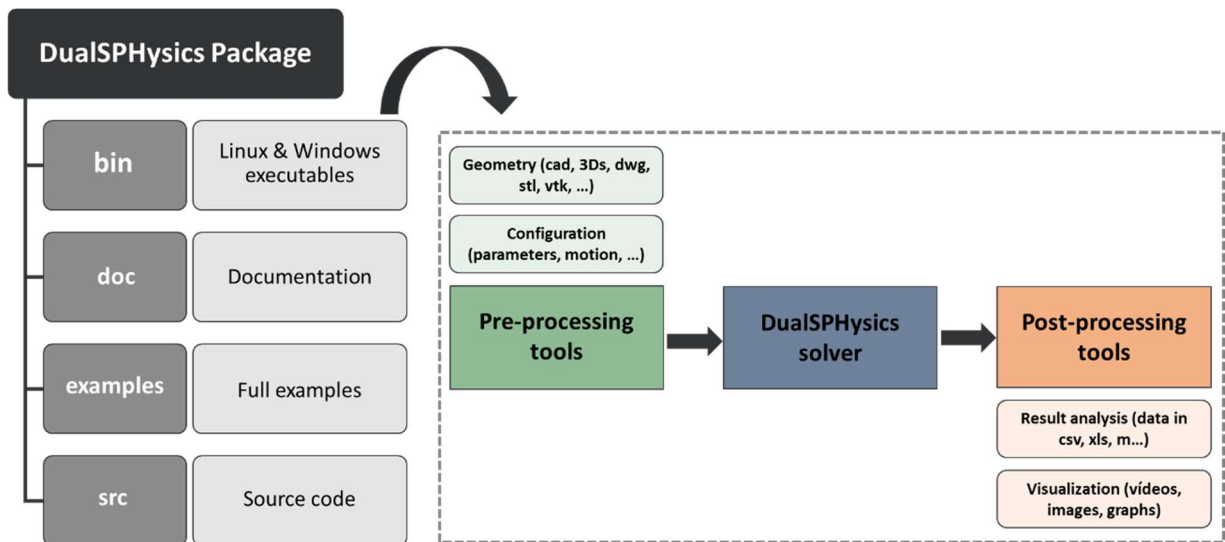 DualSPHysics Package
bin
Linux & Windows
executables
doc
Documentation
examples
Full examples
src
Source code
Geometry (cad, 3Ds, dwg,
stl, vtk, ...)
Configuration
(parameters, motion, ...)
Pre-processing
tools
DualSPHysics
solver
Post-processing
tools
Result analysis (data in
csv, xls, m...)
Visualization (vídeos,
images, graphs)